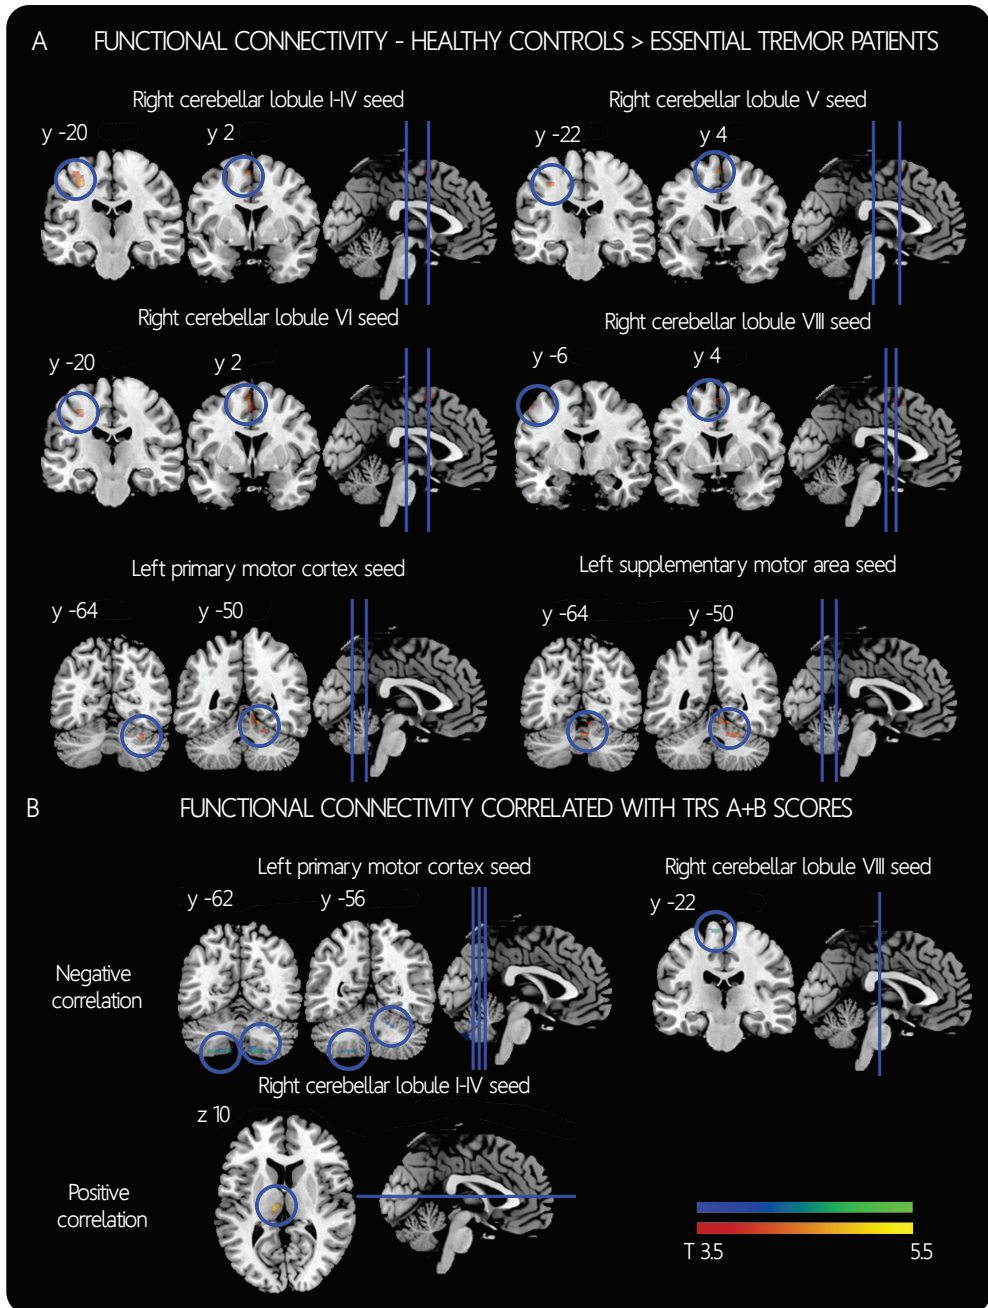 A FUNCTIONAL CONNECTIVITY - HEALTHY CONTROLS > ESSENTIAL TREMOR PATIENTS
Right cerebellar lobule I-IV seed
y -20 y 2
Right cerebellar lobule V seed
y -22 y 4
Right cerebellar lobule VI seed
y -20 y 2
Right cerebellar lobule VIII seed
y -6 y 4
Left primary motor cortex seed
y -64 y -50
Left supplementary motor area seed
y -64 y -50
B FUNCTIONAL CONNECTIVITY CORRELATED WITH TRS A+B SCORES
Negative
correlation
Left primary motor cortex seed
y -62 y -56
Right cerebellar lobule VIII seed
y -22
Positive
correlation
Right cerebellar lobule I-IV seed
z 10
T 3.5 5.5